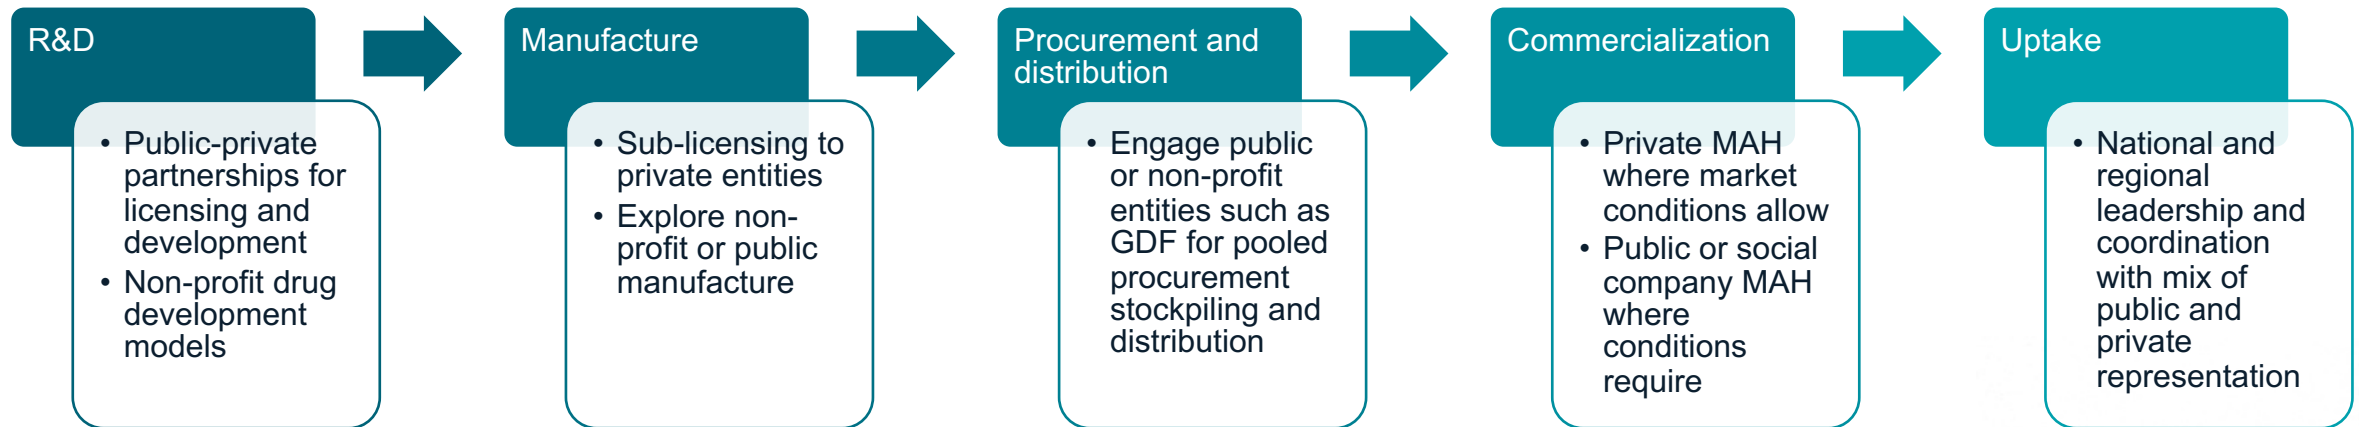 R&D
• Public-private
partnerships for
licensing and
development
• Non-profit drug
development
models
Manufacture
• Sub-licensing to
private entities
• Explore non-
profit or public
manufacture
Procurement and
distribution
• Engage public
or non-profit
entities such as
GDF for pooled
procurement
stockpiling and
distribution
Commercialization
• Private MAH
where market
conditions allow
• Public or social
company MAH
where
conditions
require
Uptake
• National and
regional
leadership and
coordination
with mix of
public and
private
representation